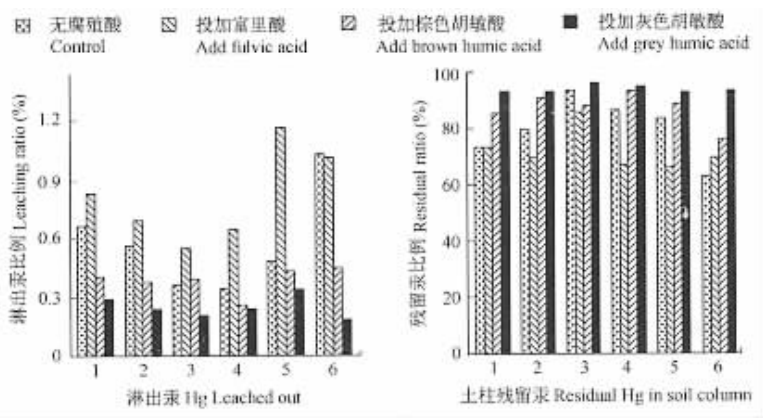 无腐殖酸 投加富里酸 投加棕色胡敏酸 投加灰色胡敏酸
Control Add fulvic acid Add brown humic acid Add grey humic acid
淋出汞比例 Leaching ratio (%)
1.2
0.9
0.6
0.3
0
1 2 3 4 5 6
淋出汞 Hg Leached out
残留汞比例 Residual ratio (%)
100
80
60
40
20
0
1 2 3 4 5 6
土柱残留汞 Residual Hg in soil column